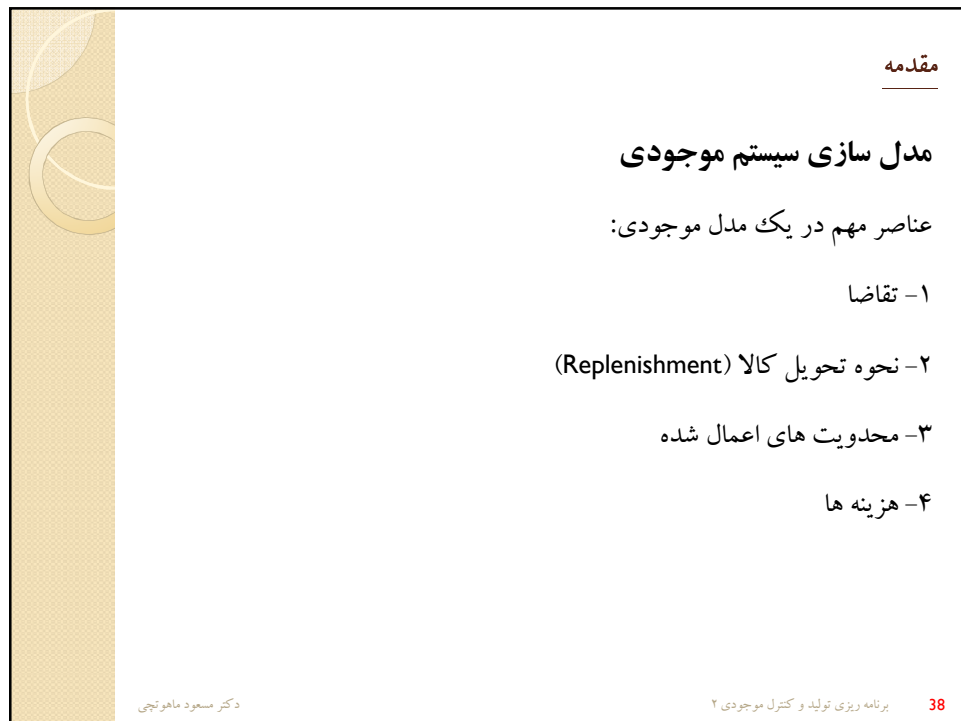 مقدمه
مدل سازی سیستم موجودی
عناصر مهم در یک مدل موجودی:
۱- تقاضا
۲- نحوه تحویل کالا (Replenishment)
۳- محدویت های اعمال شده
۴- هزینه ها
38 برنامه ریزی تولید و کنترل موجودی ۲ دکتر مسعود ماهوتچی